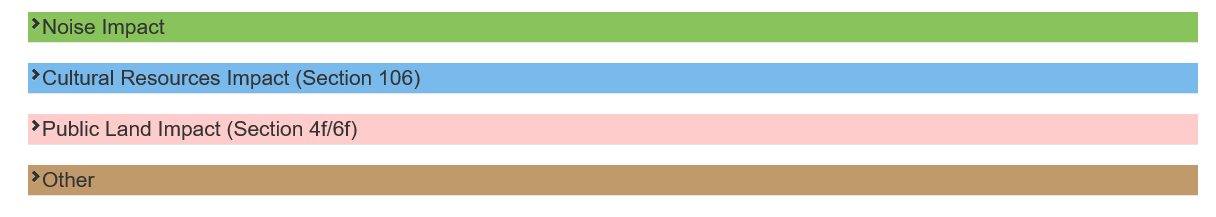 Noise Impact
Cultural Resources Impact (Section 106)
Public Land Impact (Section 4f/6f)
Other